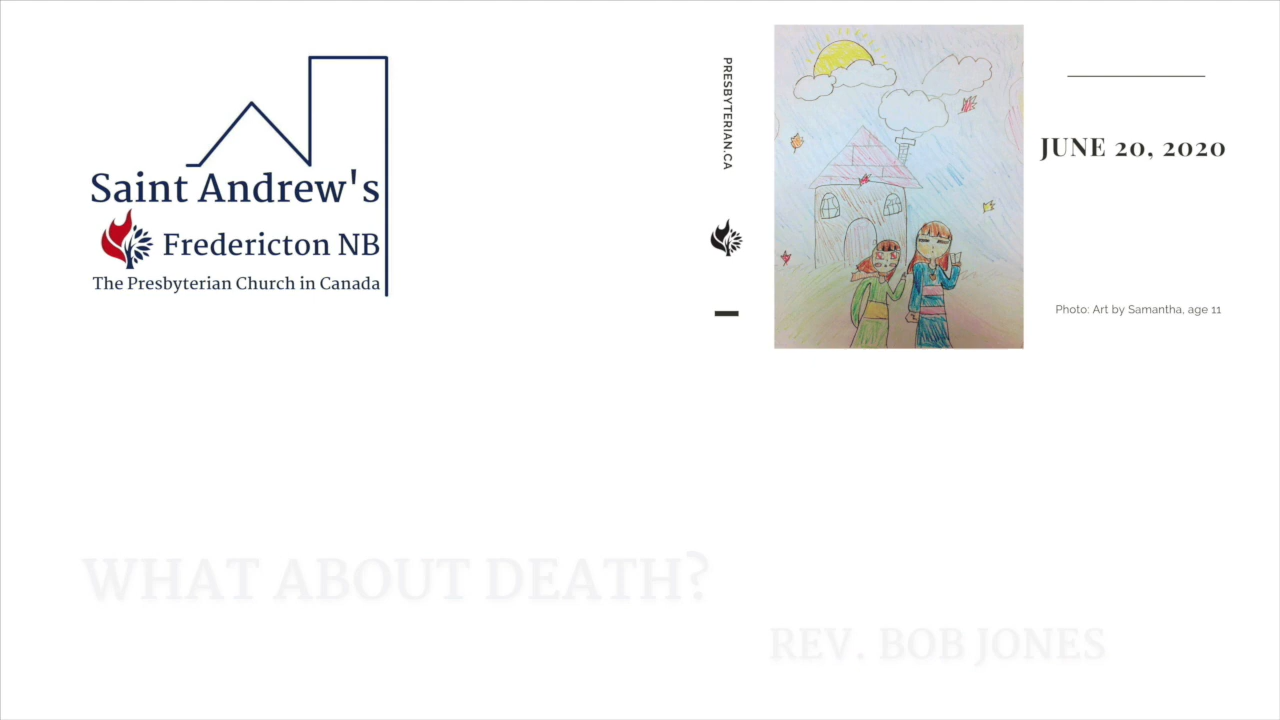 Saint Andrew's
Fredericton NB
The Presbyterian Church in Canada
PRESBYTERIAN.CA
JUNE 20, 2020
Photo: Art by Samantha, age 11
WHAT ABOUT DEATH?
REV. BOB JONES